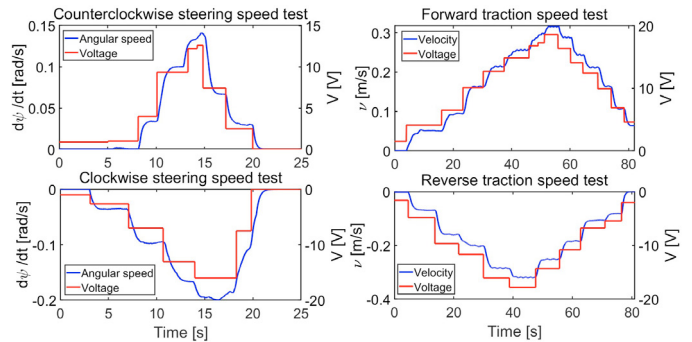 Counterclockwise steering speed test
dψ/dt [rad/s]
0.15
0.1
0.05
0
Angular speed
Voltage
15
10
5
0
V [V]
0 5 10 15 20 25
Forward traction speed test
ν [m/s]
0.3
0.2
0.1
0
Velocity
Voltage
20
10
0
V [V]
0 20 40 60 80
Clockwise steering speed test
dψ/dt [rad/s]
0
-0.1
-0.2
Angular speed
Voltage
0
-10
-20
V [V]
0 5 10 15 20 25
Time [s]
Reverse traction speed test
ν [m/s]
0
-0.2
-0.4
Velocity
Voltage
0
-10
-20
V [V]
0 20 40 60 80
Time [s]